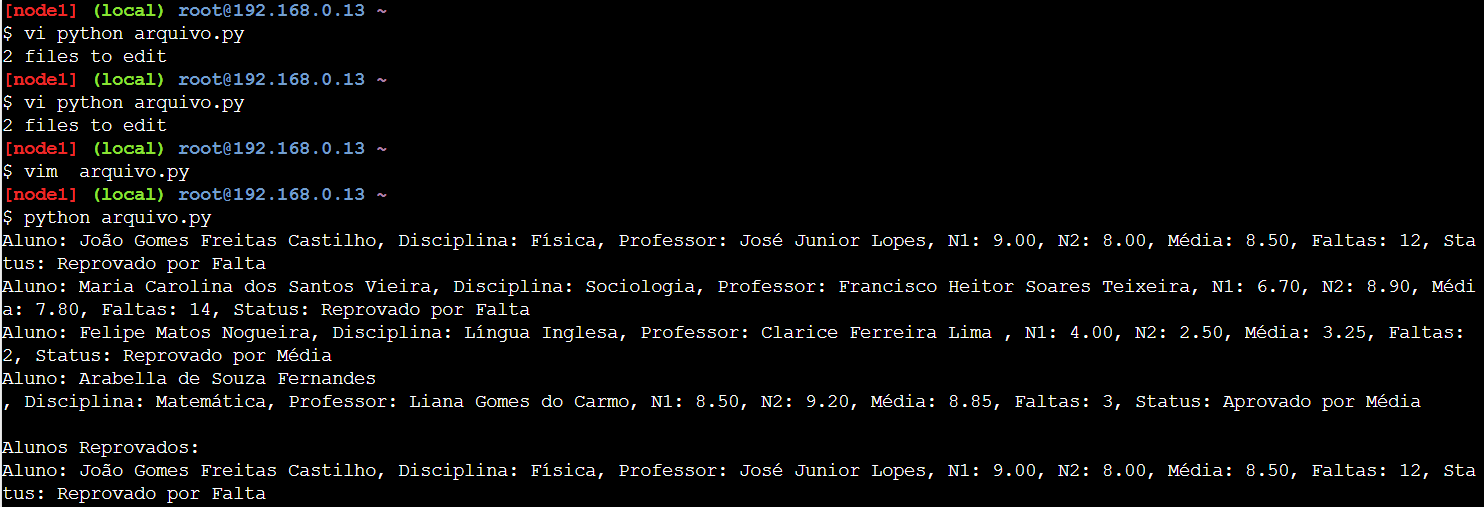 [node1] (local) root@192.168.0.13 ~
$ vi python arquivo.py
2 files to edit
[node1] (local) root@192.168.0.13 ~
$ vi python arquivo.py
2 files to edit
[node1] (local) root@192.168.0.13 ~
$ vim  arquivo.py
[node1] (local) root@192.168.0.13 ~
$ python arquivo.py
Aluno: João Gomes Freitas Castilho, Disciplina: Física, Professor: José Junior Lopes, N1: 9.00, N2: 8.00, Média: 8.50, Faltas: 12, Sta
tus: Reprovado por Falta
Aluno: Maria Carolina dos Santos Vieira, Disciplina: Sociologia, Professor: Francisco Heitor Soares Teixeira, N1: 6.70, N2: 8.90, Médi
a: 7.80, Faltas: 14, Status: Reprovado por Falta
Aluno: Felipe Matos Nogueira, Disciplina: Língua Inglesa, Professor: Clarice Ferreira Lima , N1: 4.00, N2: 2.50, Média: 3.25, Faltas:
2, Status: Reprovado por Média
Aluno: Arabella de Souza Fernandes
, Disciplina: Matemática, Professor: Liana Gomes do Carmo, N1: 8.50, N2: 9.20, Média: 8.85, Faltas: 3, Status: Aprovado por Média

Alunos Reprovados:
Aluno: João Gomes Freitas Castilho, Disciplina: Física, Professor: José Junior Lopes, N1: 9.00, N2: 8.00, Média: 8.50, Faltas: 12, Sta
tus: Reprovado por Falta